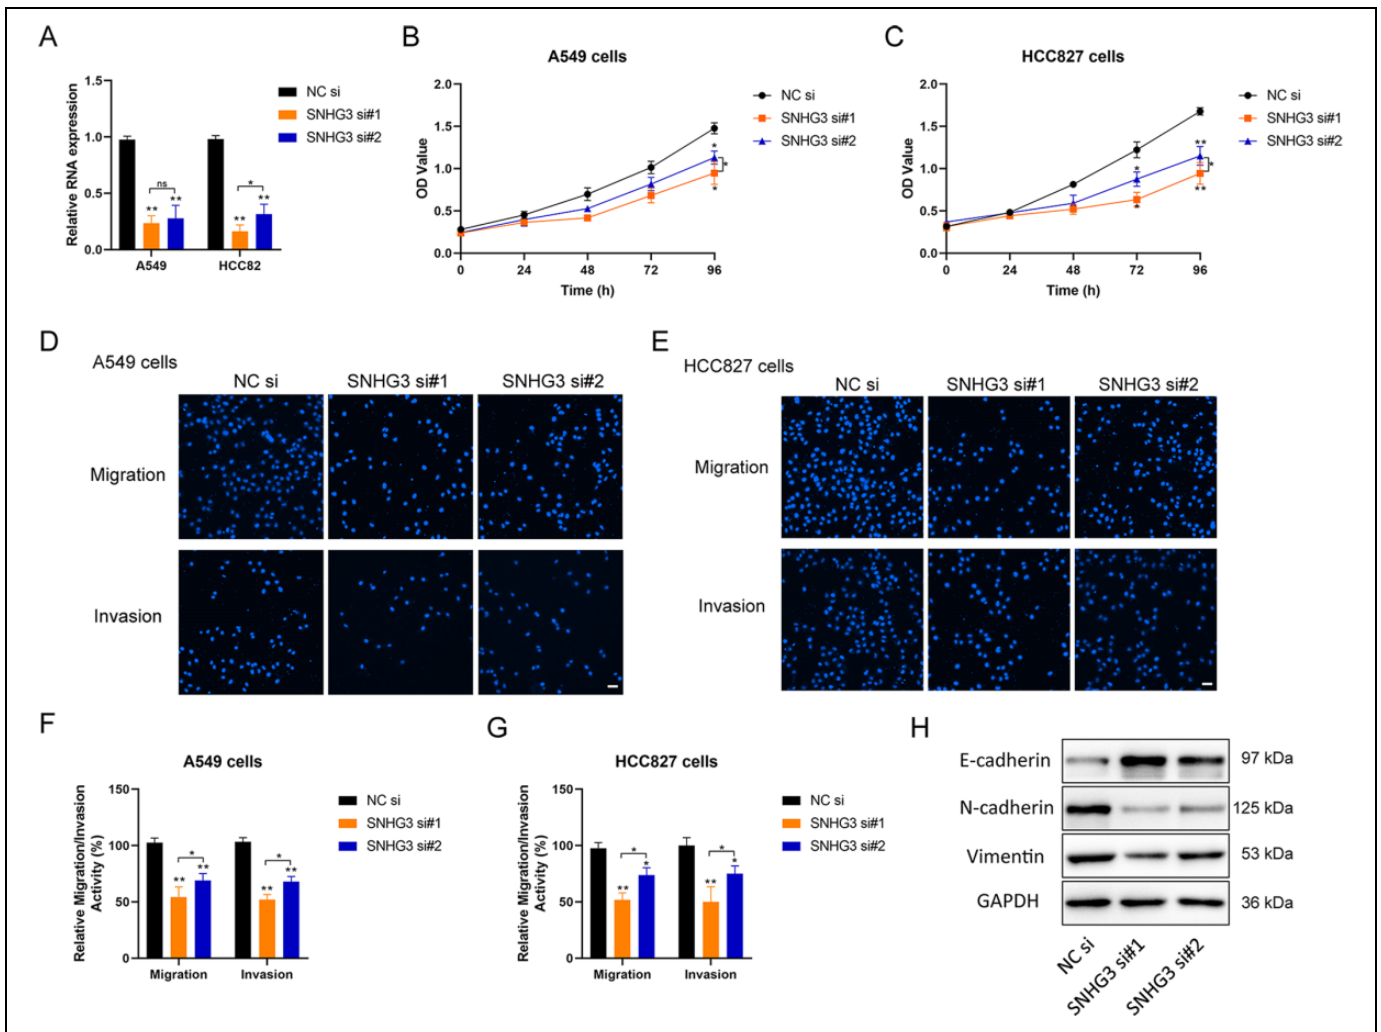 A
Relative RNA expression
1.5
1.0
0.5
0.0
ns
**
**
*
**
**
A549
HCC82
NC si
SNHG3 si#1
SNHG3 si#2
B
A549 cells
OD Value
2.0
1.5
1.0
0.5
0.0
0
24
48
72
96
Time (h)
*
*
*
NC si
SNHG3 si#1
SNHG3 si#2
C
HCC827 cells
OD Value
2.0
1.5
1.0
0.5
0.0
0
24
48
72
96
Time (h)
*
*
**
*
**
NC si
SNHG3 si#1
SNHG3 si#2
D
A549 cells
NC si
SNHG3 si#1
SNHG3 si#2
Migration
Invasion
E
HCC827 cells
NC si
SNHG3 si#1
SNHG3 si#2
Migration
Invasion
F
A549 cells
Relative Migration/Invasion
Activity (%)
150
100
50
0
*
**
**
*
**
**
Migration
Invasion
NC si
SNHG3 si#1
SNHG3 si#2
G
HCC827 cells
Relative Migration/Invasion
Activity (%)
150
100
50
0
*
**
*
*
**
*
Migration
Invasion
NC si
SNHG3 si#1
SNHG3 si#2
H
E-cadherin
97 kDa
N-cadherin
125 kDa
Vimentin
53 kDa
GAPDH
36 kDa
NC si
SNHG3 si#1
SNHG3 si#2